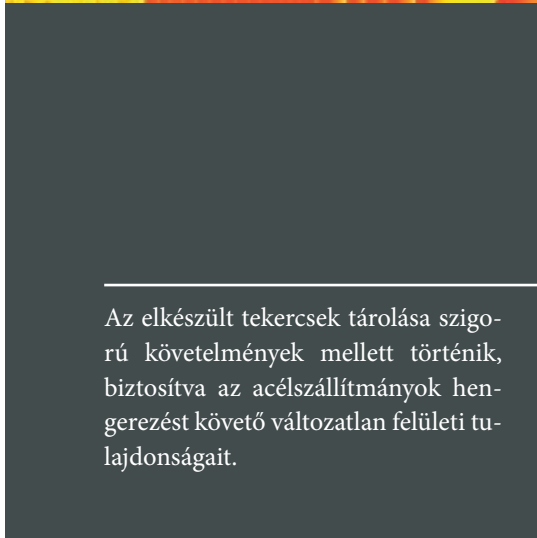 Az elkészült tekercsek tárolása szigo-
rú követelmények mellett történik,
biztosítva az acélszállítmányok hen-
gerezést követő változatlan felületi tu-
lajdonságait.